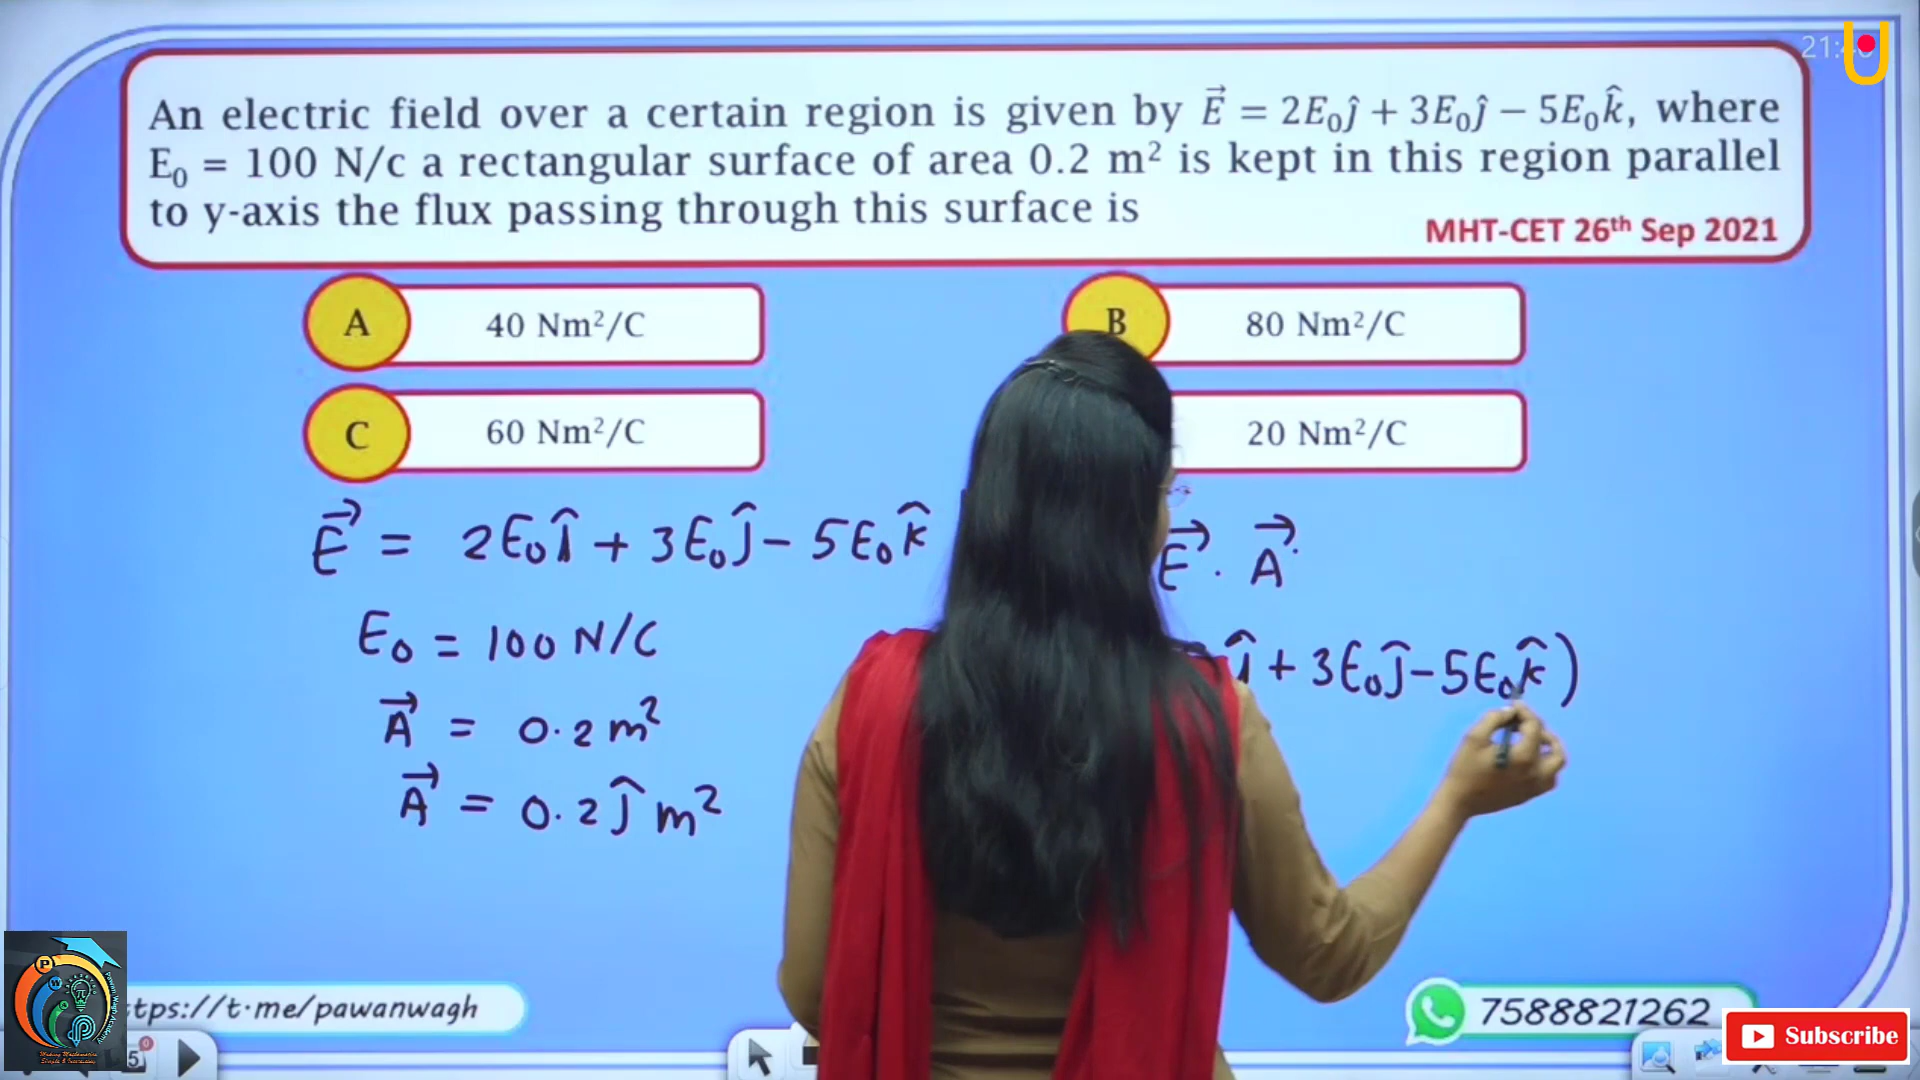 An electric field over a certain region is given by E⃗ = 2E₀ĵ + 3E₀ĵ − 5E₀k̂, where
E₀ = 100 N/c a rectangular surface of area 0.2 m² is kept in this region parallel
to y-axis the flux passing through this surface is
MHT-CET 26th Sep 2021
A 40 Nm²/C
B 80 Nm²/C
C 60 Nm²/C
20 Nm²/C
E⃗ = 2E₀î + 3E₀ĵ − 5E₀k̂
E⃗ · A⃗
E₀ = 100 N/C
î + 3E₀ĵ − 5E₀k̂)
A⃗ = 0.2 m²
A⃗ = 0.2 ĵ m²
ttps://t.me/pawanwagh
7588821262
Subscribe